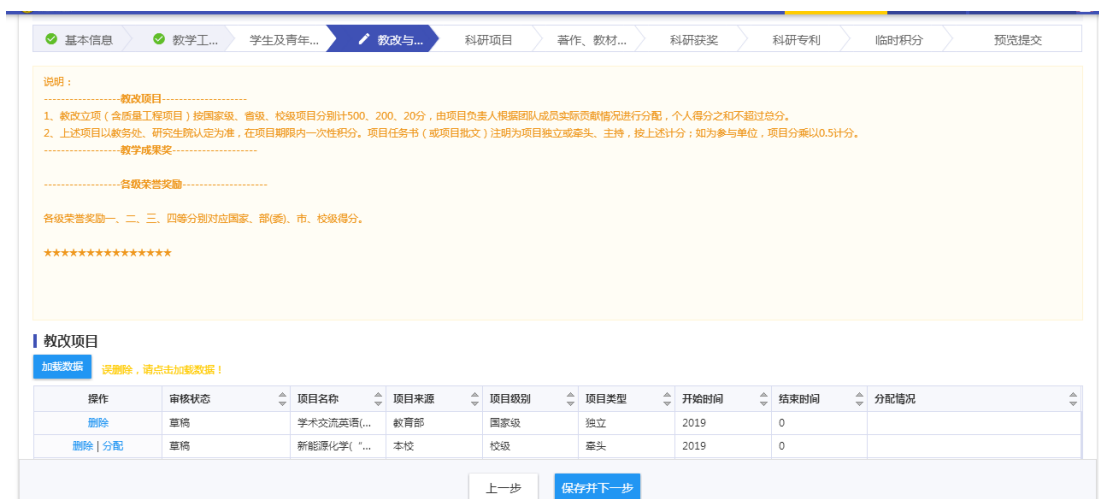 基本信息 教学工... 学生及青年... 教改与... 科研项目 著作、教材... 科研获奖 科研专利 临时积分 预览提交
说明：
------------------教改项目--------------------
1、教改立项（含质量工程项目）按国家级、省级、校级项目分别计500、200、20分，由项目负责人根据团队成员实际贡献情况进行分配，个人得分之和不超过总分。
2、上述项目以教务处、研究生院认定为准，在项目期限内一次性积分。项目任务书（或项目批文）注明为项目独立或牵头、主持，按上述计分；如为参与单位，项目分乘以0.5计分。
------------------教学成果奖--------------------
------------------各级荣誉奖励--------------------
各级荣誉奖励一、二、三、四等分别对应国家、部(委)、市、校级得分。
★★★★★★★★★★★★★★★
教改项目
加载数据 误删除，请点击加载数据！
操作 审核状态 项目名称 项目来源 项目级别 项目类型 开始时间 结束时间 分配情况
删除 草稿 学术交流英语(... 教育部 国家级 独立 2019 0
删除 | 分配 草稿 新能源化学( "... 本校 校级 牵头 2019 0
上一步 保存并下一步